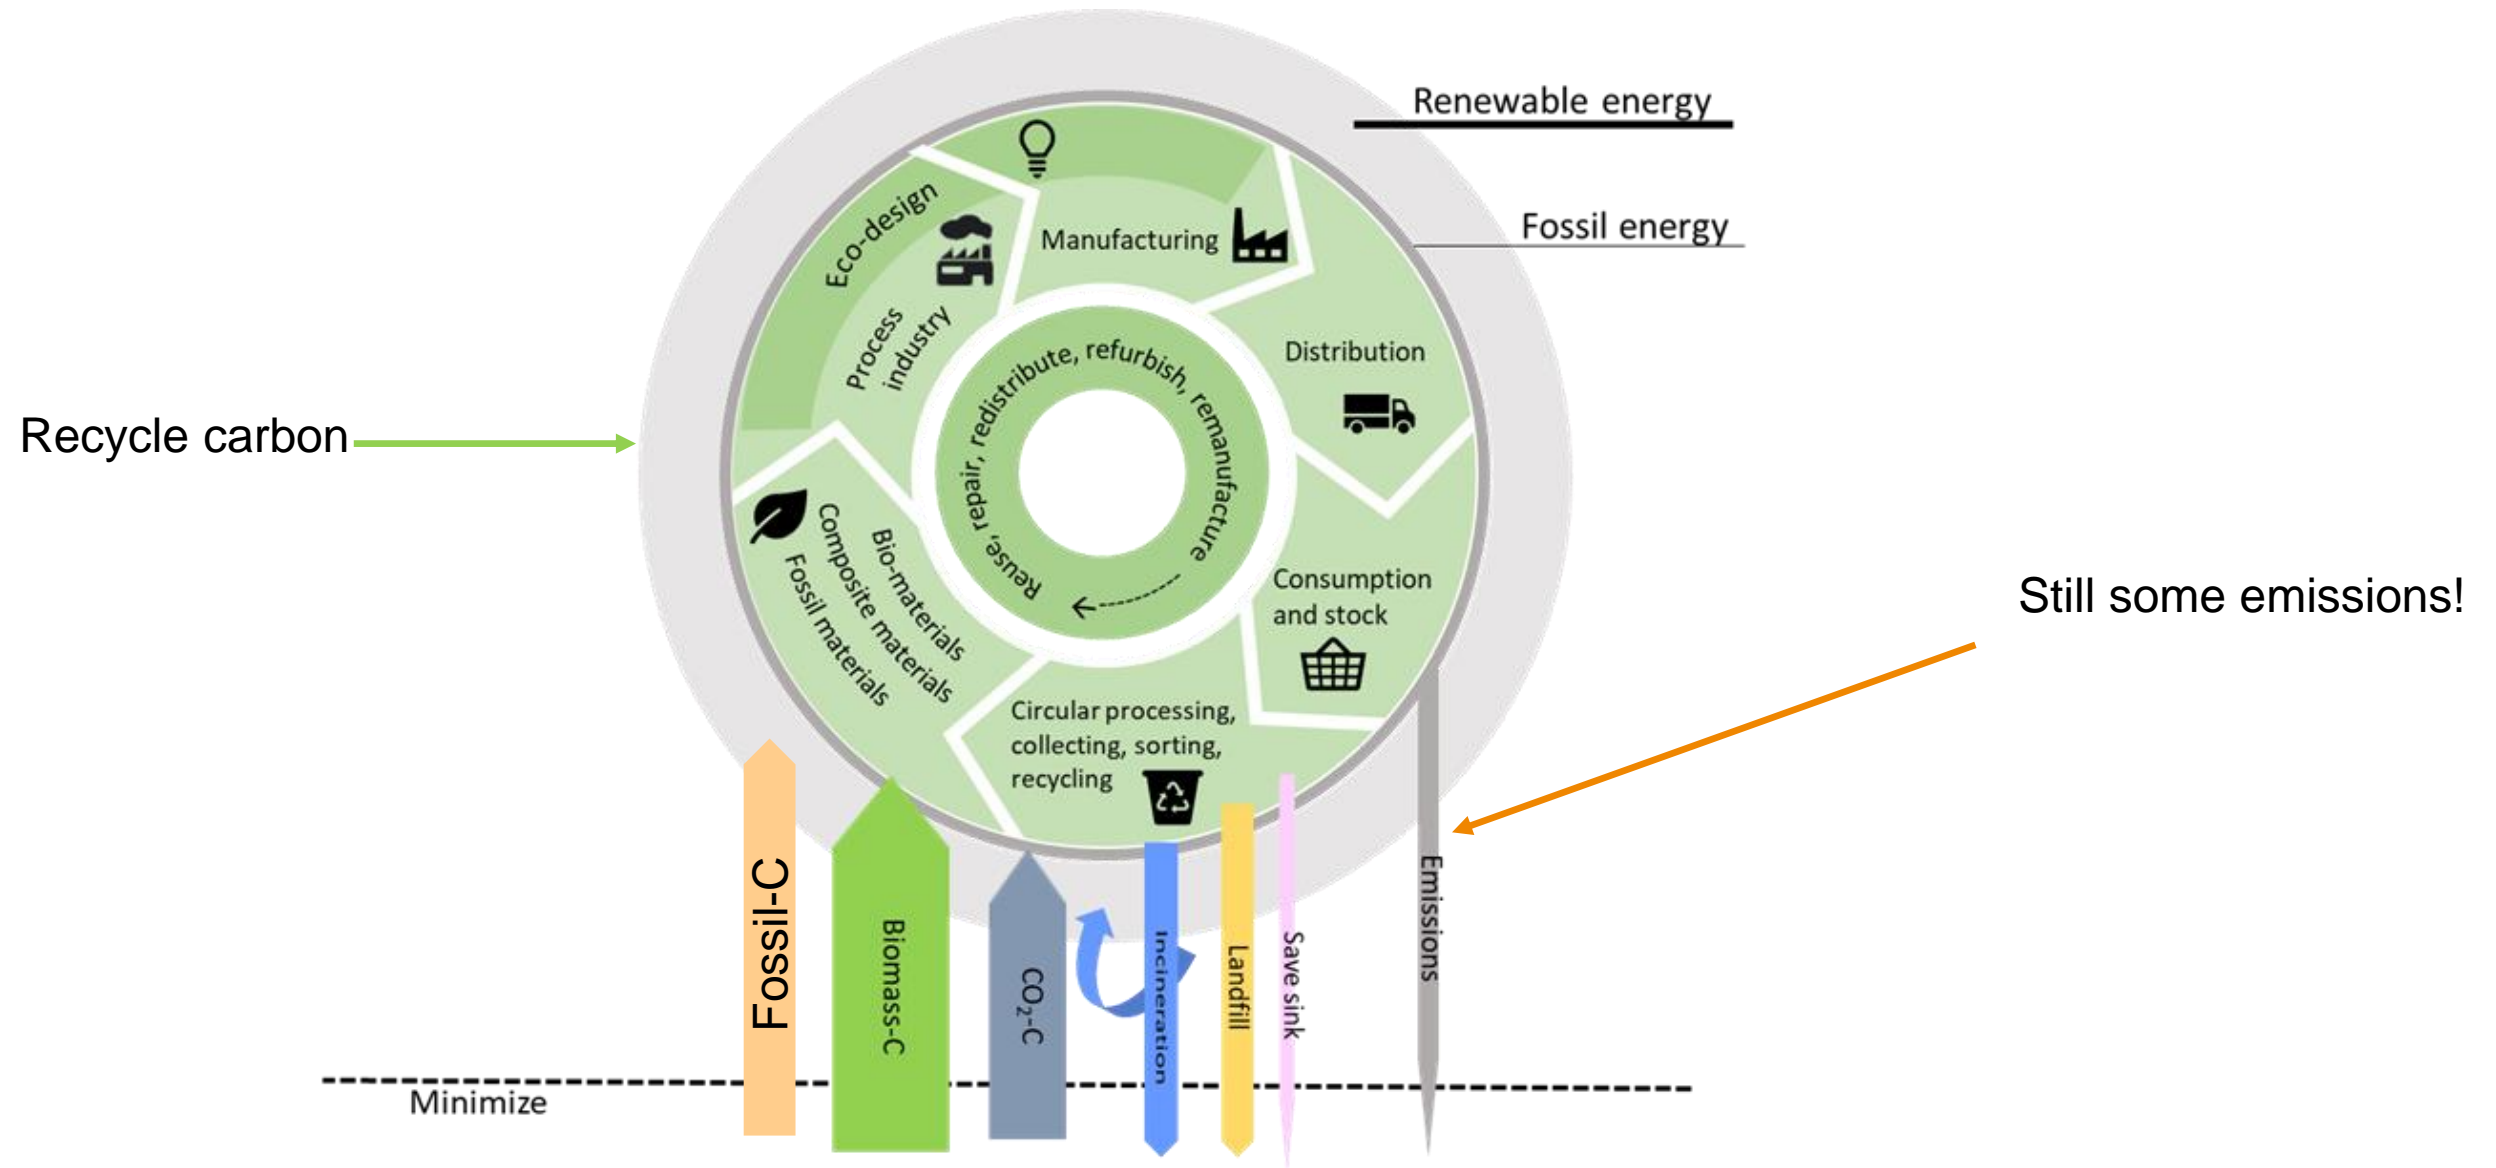 Renewable energy
Fossil energy
Eco-design
Manufacturing
Process
industry
Distribution
Reuse, repair, redistribute, refurbish, remanufacture
Recycle carbon
Bio-materials
Composite materials
Fossil materials
Consumption
and stock
Still some emissions!
Circular processing,
collecting, sorting,
recycling
Fossil-C
Biomass-C
CO₂-C
Incineration
Landfill
Save sink
Emissions
Minimize